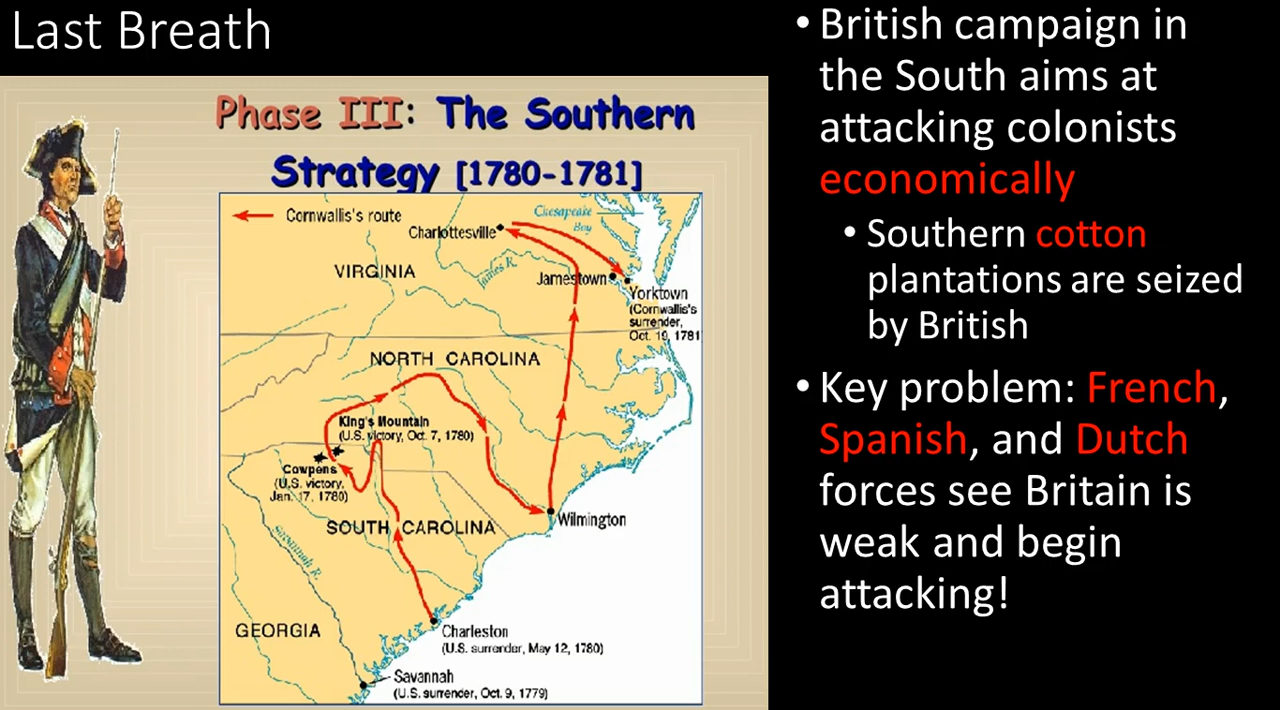 Last Breath
Phase III: The Southern
Strategy [1780-1781]
Cornwallis's route
Chesapeake
Bay
Charlottesville
VIRGINIA
James R.
Jamestown
Yorktown
(Cornwallis's
surrender,
Oct. 19, 1781)
NORTH CAROLINA
King's Mountain
(U.S. victory, Oct. 7, 1780)
Cowpens
(U.S. victory,
Jan. 17, 1780)
SOUTH CAROLINA
Wilmington
Savannah R.
GEORGIA
Charleston
(U.S. surrender, May 12, 1780)
Savannah
(U.S. surrender, Oct. 9, 1779)
• British campaign in
the South aims at
attacking colonists
economically
• Southern cotton
plantations are seized
by British
• Key problem: French,
Spanish, and Dutch
forces see Britain is
weak and begin
attacking!